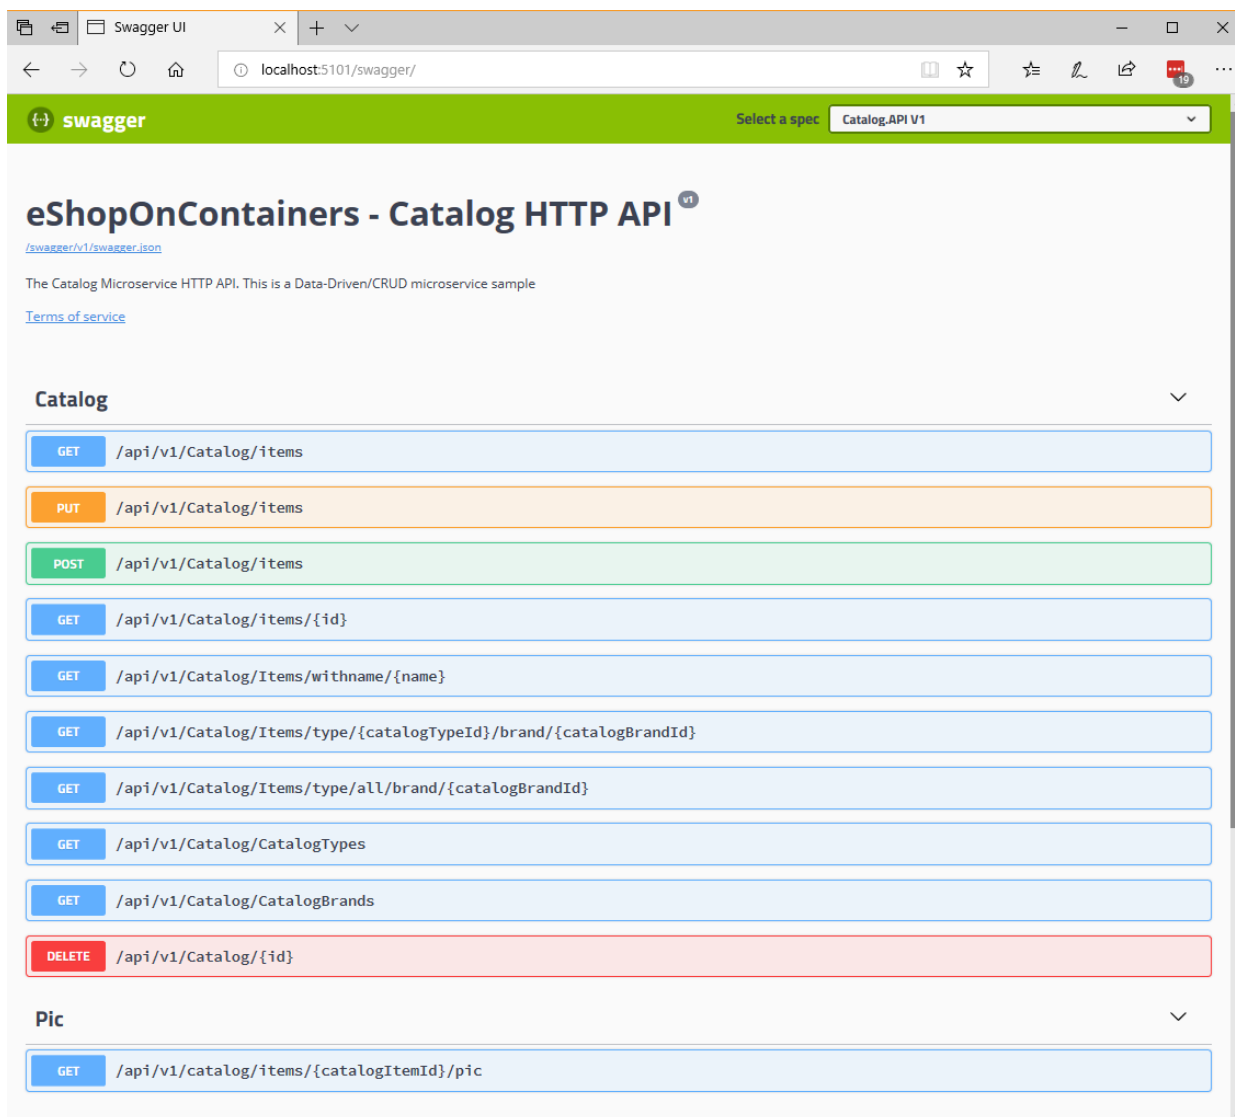 Swagger UI
localhost:5101/swagger/
19
{··} swagger
Select a spec
Catalog.API V1
eShopOnContainers - Catalog HTTP API v1
/swagger/v1/swagger.json
The Catalog Microservice HTTP API. This is a Data-Driven/CRUD microservice sample
Terms of service
Catalog
GET /api/v1/Catalog/items
PUT /api/v1/Catalog/items
POST /api/v1/Catalog/items
GET /api/v1/Catalog/items/{id}
GET /api/v1/Catalog/Items/withname/{name}
GET /api/v1/Catalog/Items/type/{catalogTypeId}/brand/{catalogBrandId}
GET /api/v1/Catalog/Items/type/all/brand/{catalogBrandId}
GET /api/v1/Catalog/CatalogTypes
GET /api/v1/Catalog/CatalogBrands
DELETE /api/v1/Catalog/{id}
Pic
GET /api/v1/catalog/items/{catalogItemId}/pic